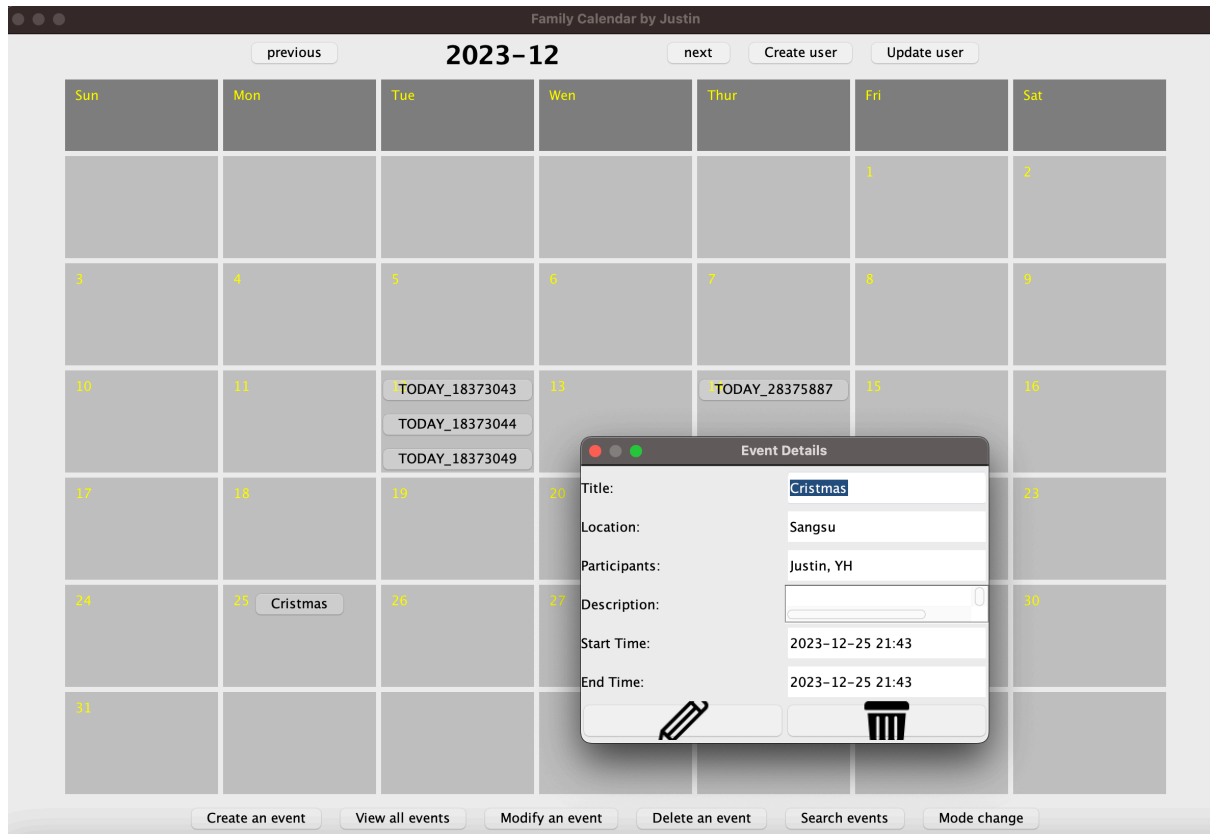 Family Calendar by Justin
previous 2023-12 next Create user Update user
Sun Mon Tue Wen Thur Fri Sat
1 2
3 4 5 6 7 8 9
10 11 TODAY_18373043 13 TODAY_28375887 15 16
TODAY_18373044
TODAY_18373049
Event Details
17 18 19 20 23
Title: Cristmas
Location: Sangsu
Participants: Justin, YH
24 25 Cristmas 26 27 30
Description:
Start Time: 2023-12-25 21:43
End Time: 2023-12-25 21:43
31
Create an event View all events Modify an event Delete an event Search events Mode change